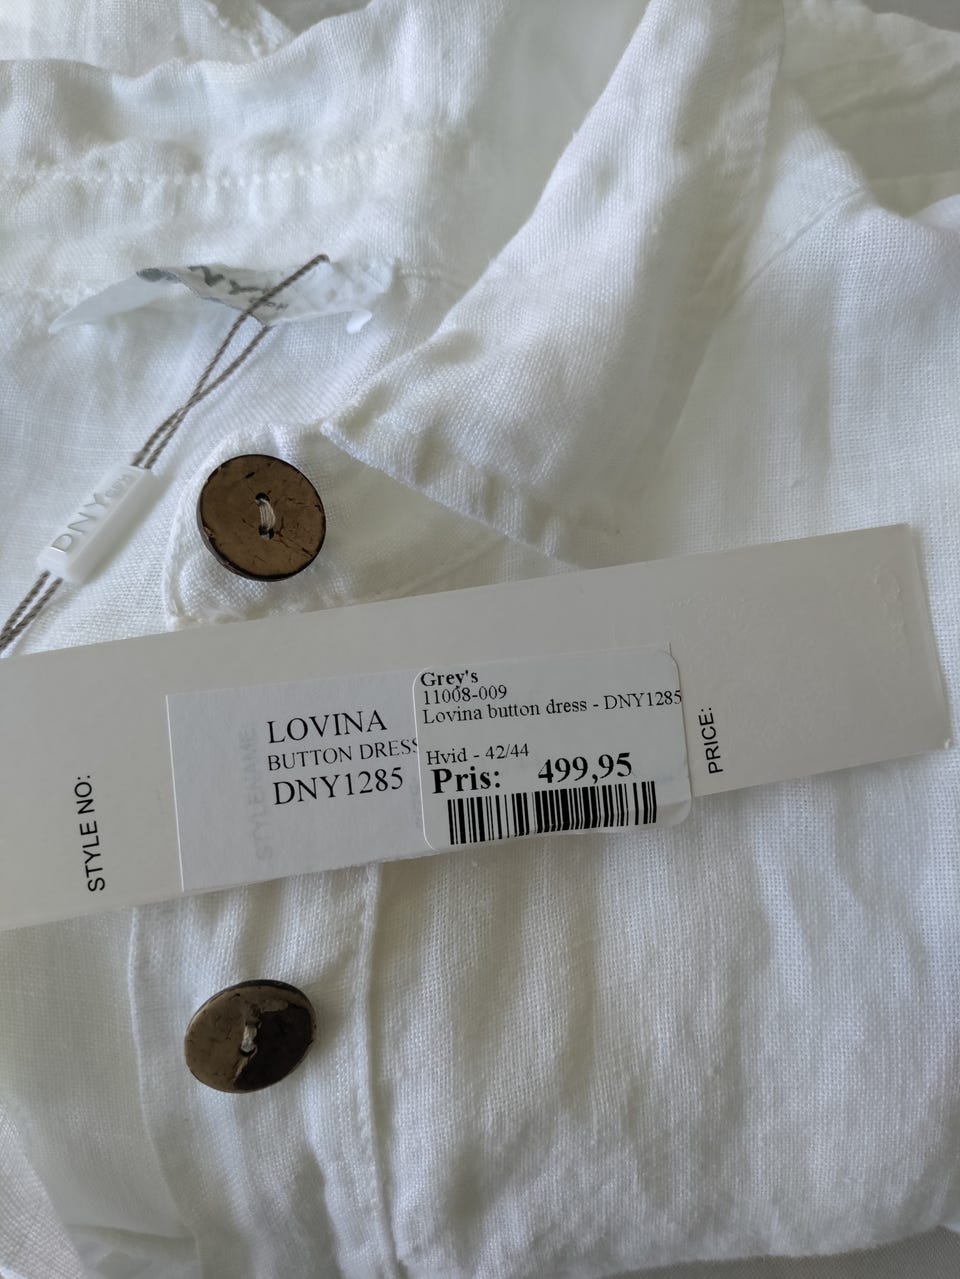 DNY
STYLE NO:
LOVINA
BUTTON DRESS
DNY1285
STYLENAME
Grey's
11008-009
Lovina button dress - DNY1285
Hvid - 42/44
Pris: 499,95
PRICE: